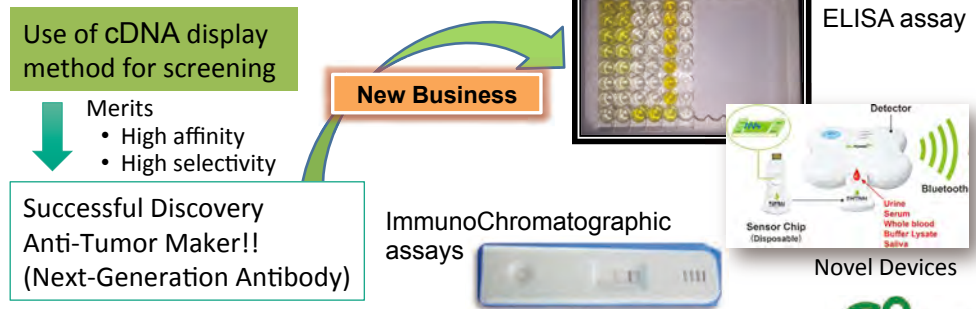 Use of cDNA display
method for screening
Merits
• High affinity
• High selectivity
Successful Discovery
Anti-Tumor Maker!!
(Next-Generation Antibody)
New Business
ELISA assay
ImmunoChromatographic
assays
Detector
Bluetooth
Sensor Chip
(Disposable)
Urine
Serum
Whole blood
Buffer Lysate
Saliva
Novel Devices